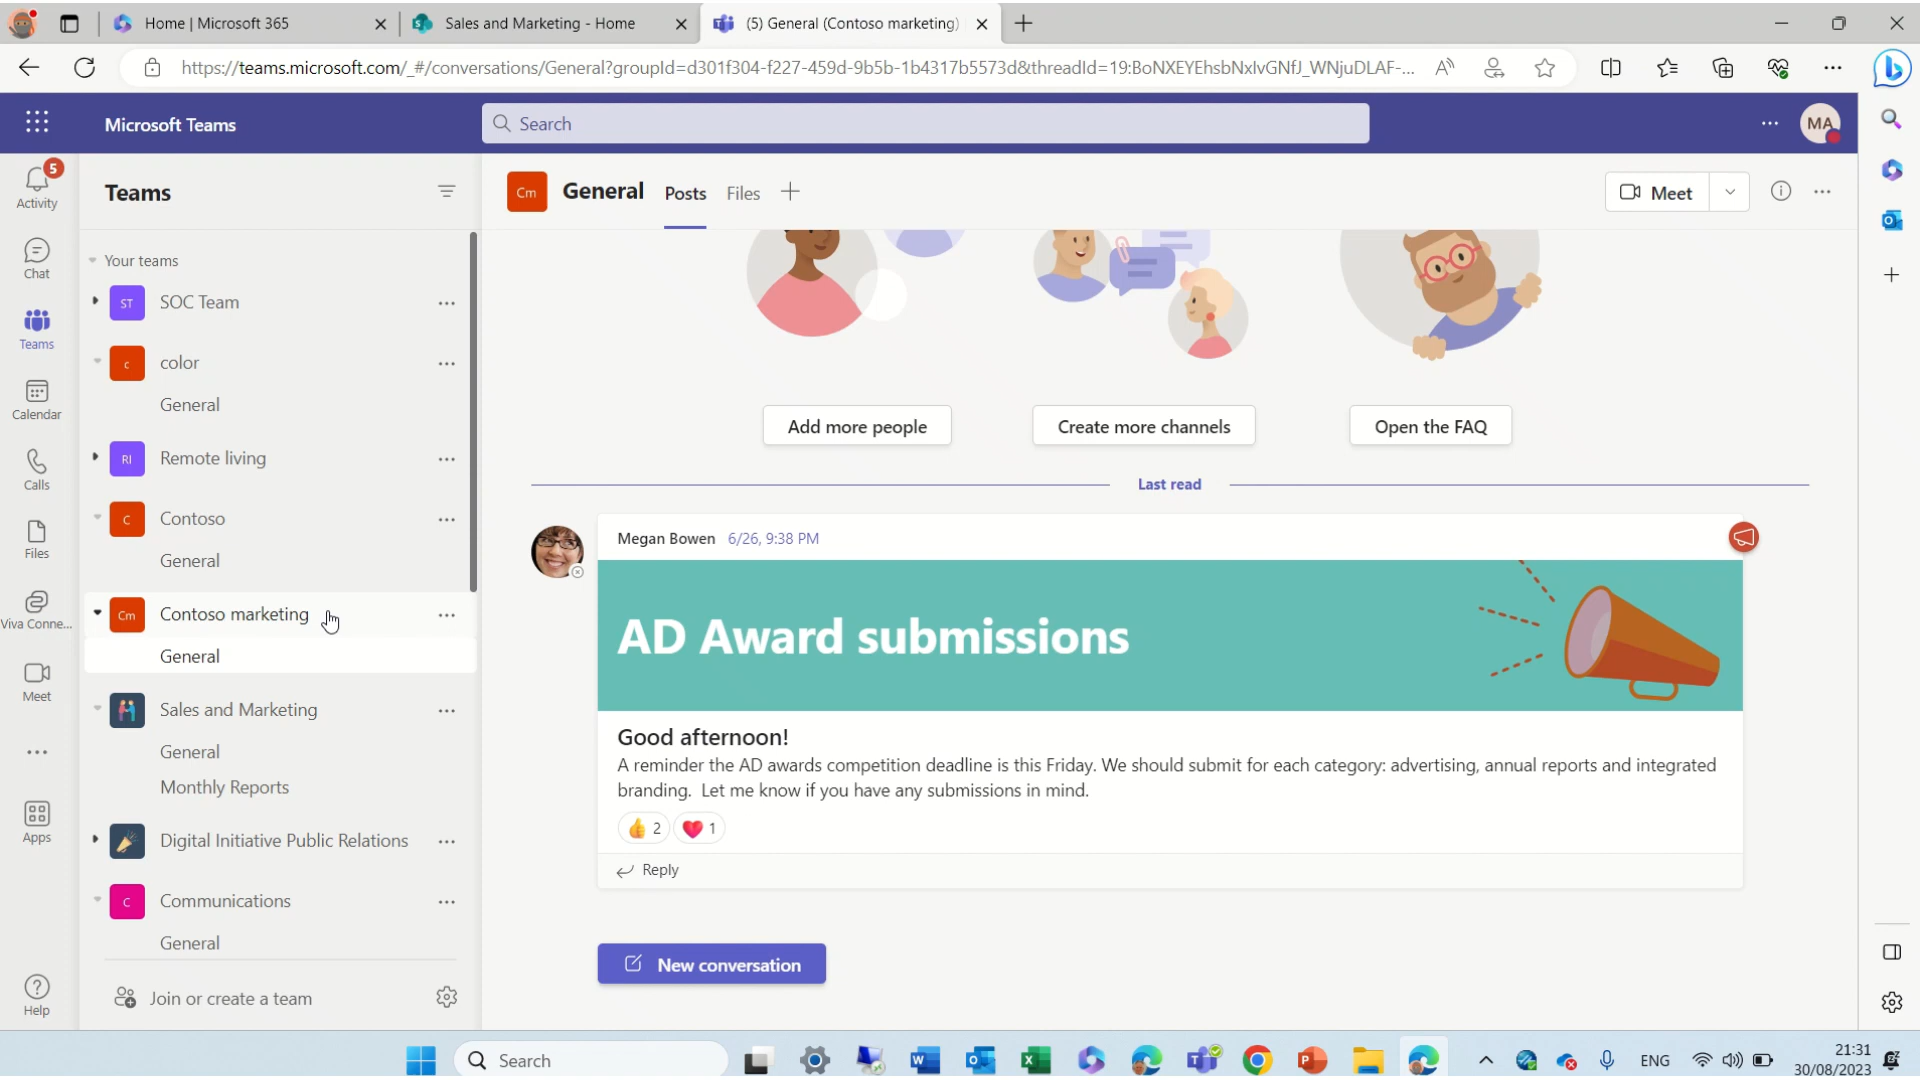 Home | Microsoft 365
Sales and Marketing - Home
(5) General (Contoso marketing)
https://teams.microsoft.com/_#/conversations/General?groupId=d301f304-f227-459d-9b5b-1b4317b5573d&threadId=19:BoNXEYEhsbNxIvGNfJ_WNjuDLAF-...
Microsoft Teams
Search
MA
5
Activity
Chat
Teams
Calendar
Calls
Files
Viva Conne...
Meet
Apps
Help
Teams
Your teams
ST SOC Team
c color
General
RI Remote living
C Contoso
General
Cm Contoso marketing
General
Sales and Marketing
General
Monthly Reports
Digital Initiative Public Relations
C Communications
General
Join or create a team
Cm General Posts Files
Meet
Add more people
Create more channels
Open the FAQ
Last read
Megan Bowen 6/26, 9:38 PM
AD Award submissions
Good afternoon!
A reminder the AD awards competition deadline is this Friday. We should submit for each category: advertising, annual reports and integrated
branding. Let me know if you have any submissions in mind.
2 1
Reply
New conversation
Search
ENG
21:31
30/08/2023